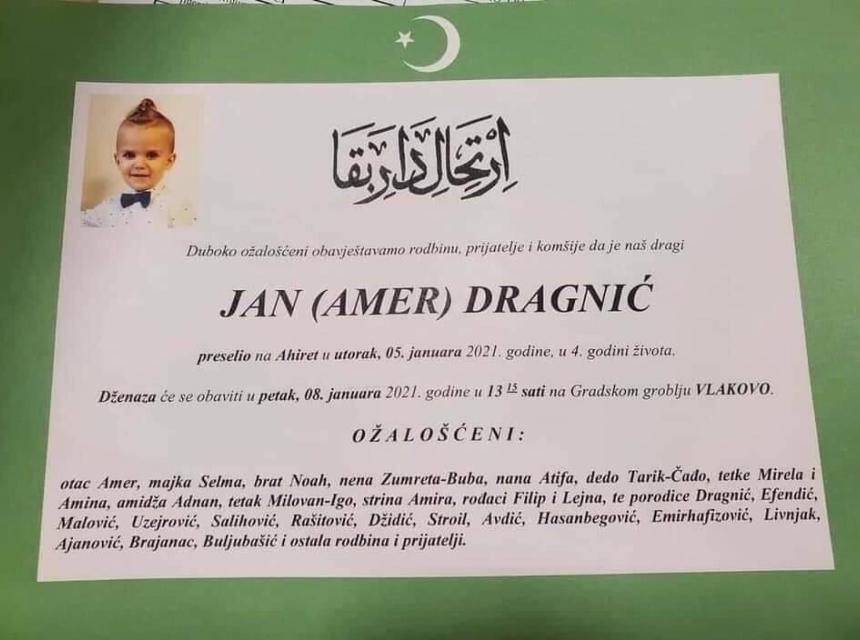 إرتحال دار بقا
Duboko ožalošćeni obavještavamo rodbinu, prijatelje i komšije da je naš dragi
JAN (AMER) DRAGNIĆ
preselio na Ahiret u utorak, 05. januara 2021. godine, u 4. godini života.
Dženaza će se obaviti u petak, 08. januara 2021. godine u 13 15 sati na Gradskom groblju VLAKOVO.
OŽALOŠĆENI:
otac Amer, majka Selma, brat Noah, nena Zumreta-Buba, nana Atifa, dedo Tarik-Čađo, tetke Mirela i
Amina, amidža Adnan, tetak Milovan-Igo, strina Amira, rođaci Filip i Lejna, te porodice Dragnić, Efendić,
Malović, Uzejrović, Salihović, Rašitović, Džidić, Stroil, Avdić, Hasanbegović, Emirhafizović, Livnjak,
Ajanović, Brajanac, Buljubašić i ostala rodbina i prijatelji.